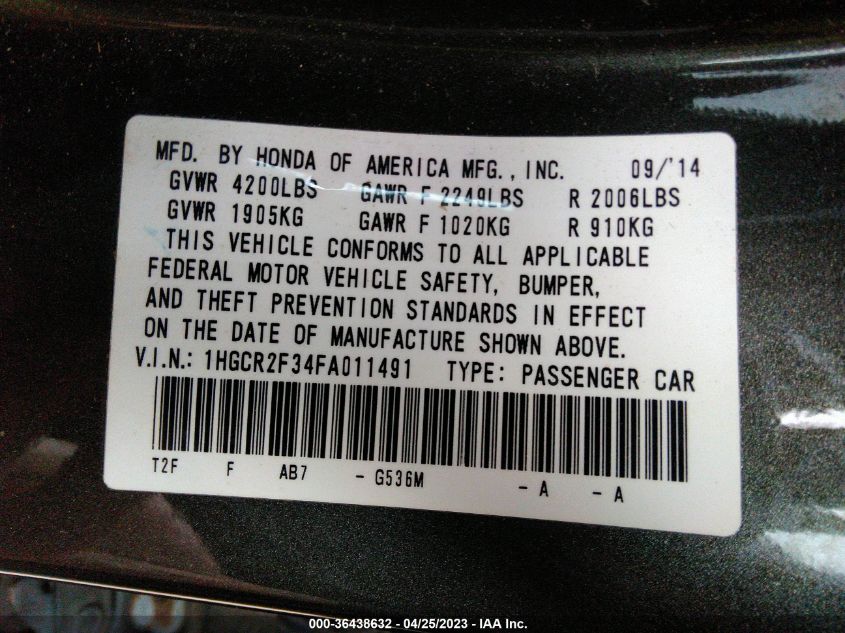 MFD. BY HONDA OF AMERICA MFG., INC. 09/'14
GVWR 4200LBS GAWR F 2249LBS R 2006LBS
GVWR 1905KG GAWR F 1020KG R 910KG
THIS VEHICLE CONFORMS TO ALL APPLICABLE
FEDERAL MOTOR VEHICLE SAFETY, BUMPER,
AND THEFT PREVENTION STANDARDS IN EFFECT
ON THE DATE OF MANUFACTURE SHOWN ABOVE.
V.I.N.: 1HGCR2F34FA011491 TYPE: PASSENGER CAR
T2F F AB7 - G536M - A - A
000-36438632 - 04/25/2023 - IAA Inc.